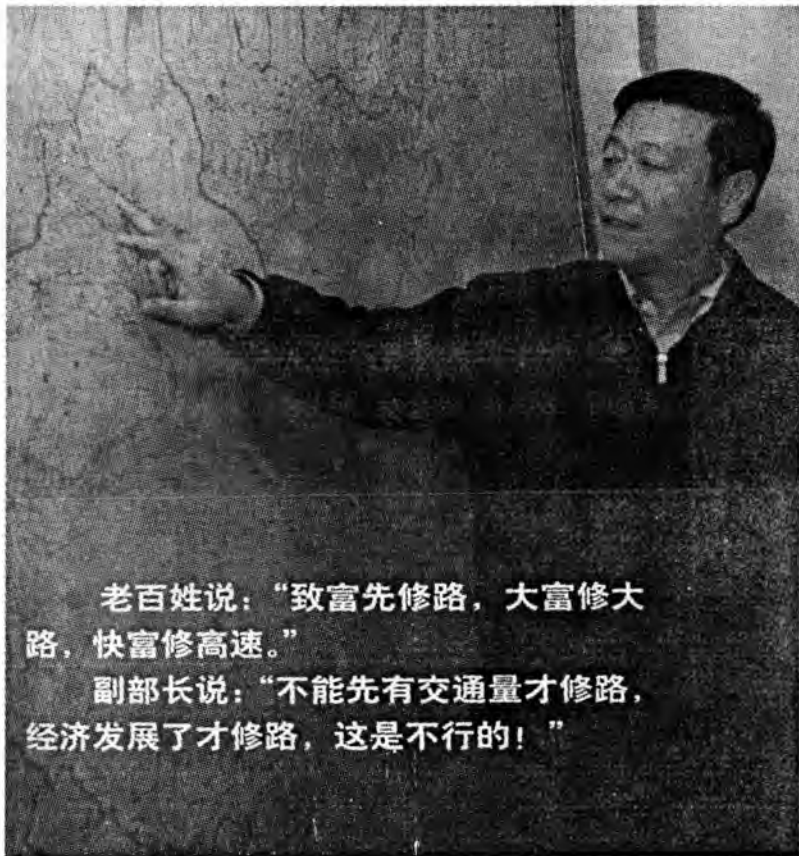 老百姓说：“致富先修路，大富修大
路，快富修高速。”
副部长说：“不能先有交通量才修路，
经济发展了才修路，这是不行的！”